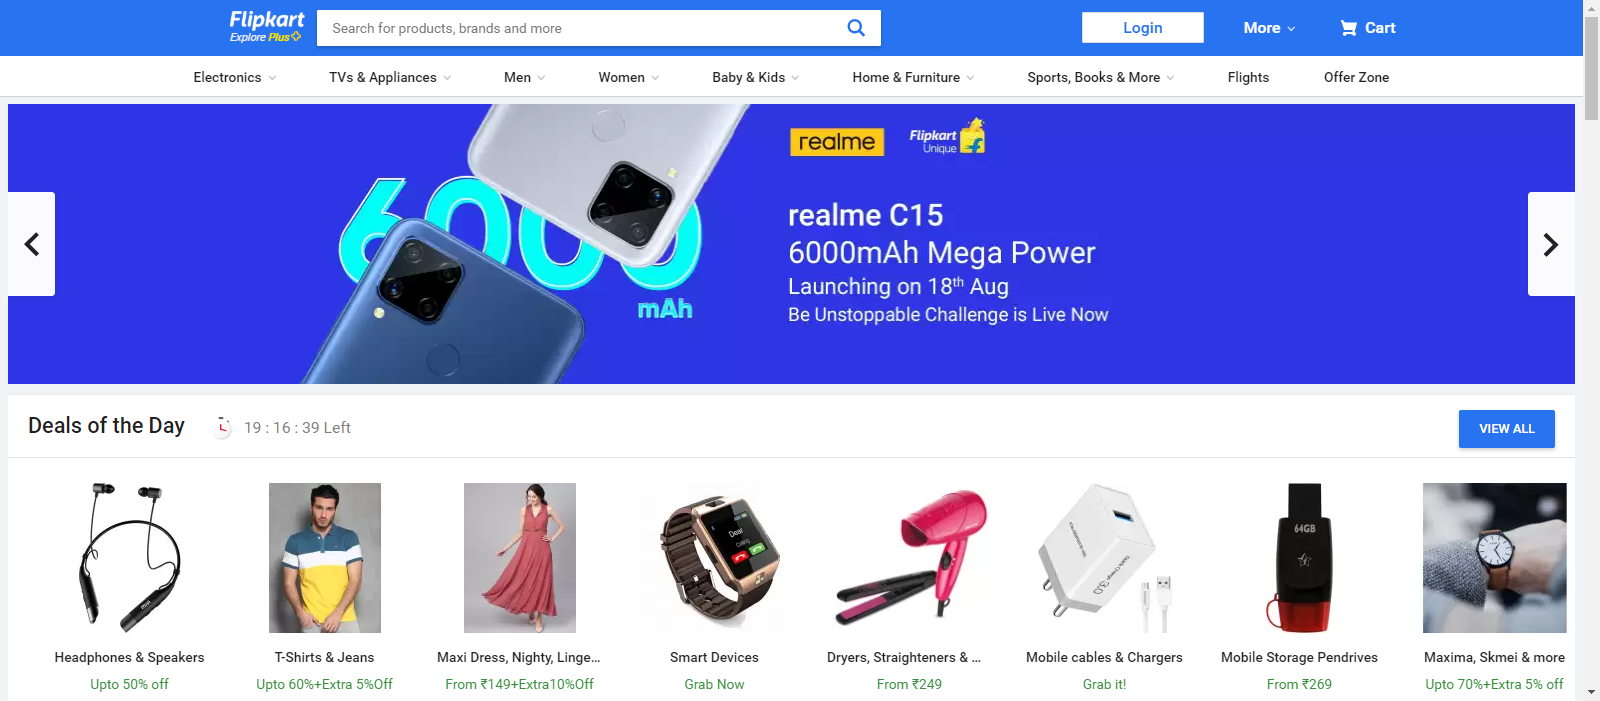 Flipkart
Explore Plus
Search for products, brands and more
Login
More
Cart
Electronics
TVs & Appliances
Men
Women
Baby & Kids
Home & Furniture
Sports, Books & More
Flights
Offer Zone
6000
mAh
realme
Flipkart
Unique
realme C15
6000mAh Mega Power
Launching on 18th Aug
Be Unstoppable Challenge is Live Now
Deals of the Day
19 : 16 : 39 Left
VIEW ALL
Dear
Calling
64GB
Headphones & Speakers
T-Shirts & Jeans
Maxi Dress, Nighty, Linge...
Smart Devices
Dryers, Straighteners & ...
Mobile cables & Chargers
Mobile Storage Pendrives
Maxima, Skmei & more
Upto 50% off
Upto 60%+Extra 5%Off
From ₹149+Extra10%Off
Grab Now
From ₹249
Grab it!
From ₹269
Upto 70%+Extra 5% off